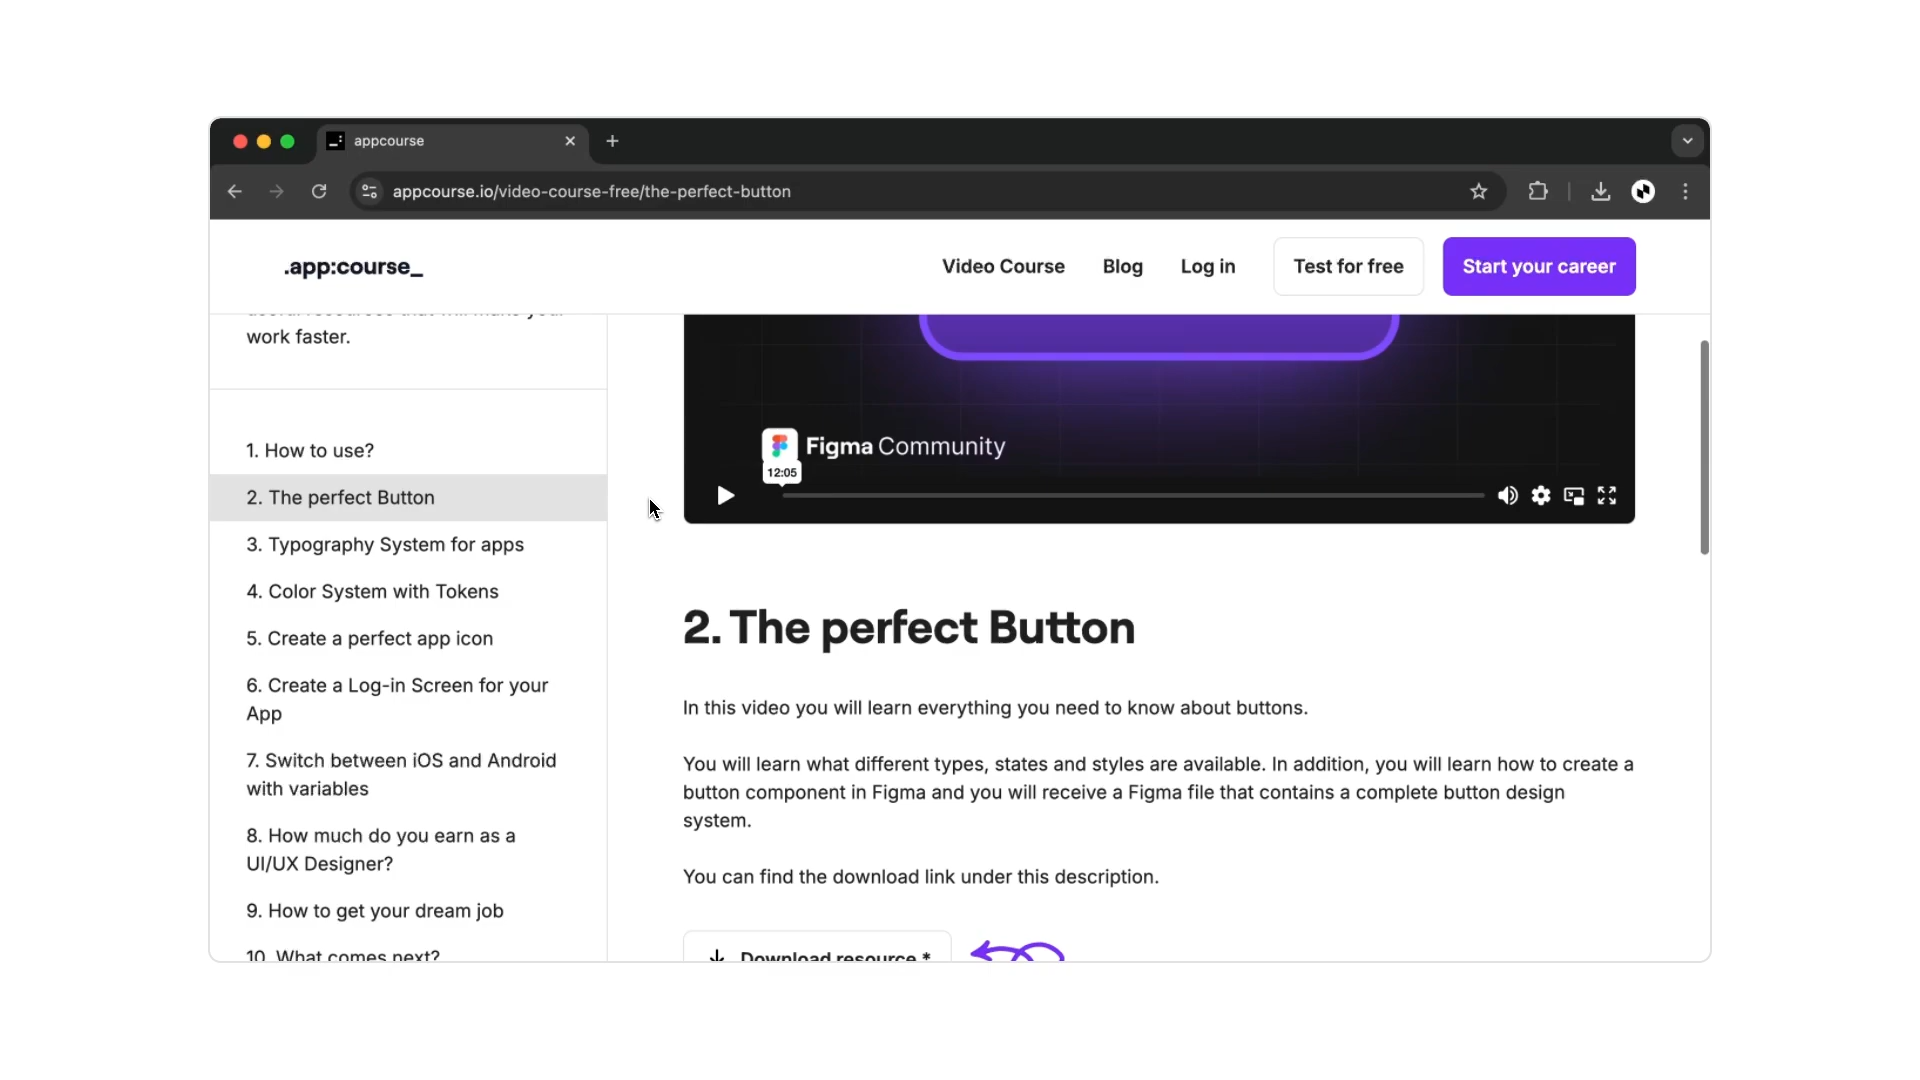 appcourse
appcourse.io/video-course-free/the-perfect-button
.app:course_
Video Course
Blog
Log in
Test for free
Start your career
useful resources that will make your
work faster.
1. How to use?
2. The perfect Button
3. Typography System for apps
4. Color System with Tokens
5. Create a perfect app icon
6. Create a Log-in Screen for your
App
7. Switch between iOS and Android
with variables
8. How much do you earn as a
UI/UX Designer?
9. How to get your dream job
10. What comes next?
Figma Community
12:05
2. The perfect Button
In this video you will learn everything you need to know about buttons.
You will learn what different types, states and styles are available. In addition, you will learn how to create a
button component in Figma and you will receive a Figma file that contains a complete button design
system.
You can find the download link under this description.
Download resource *